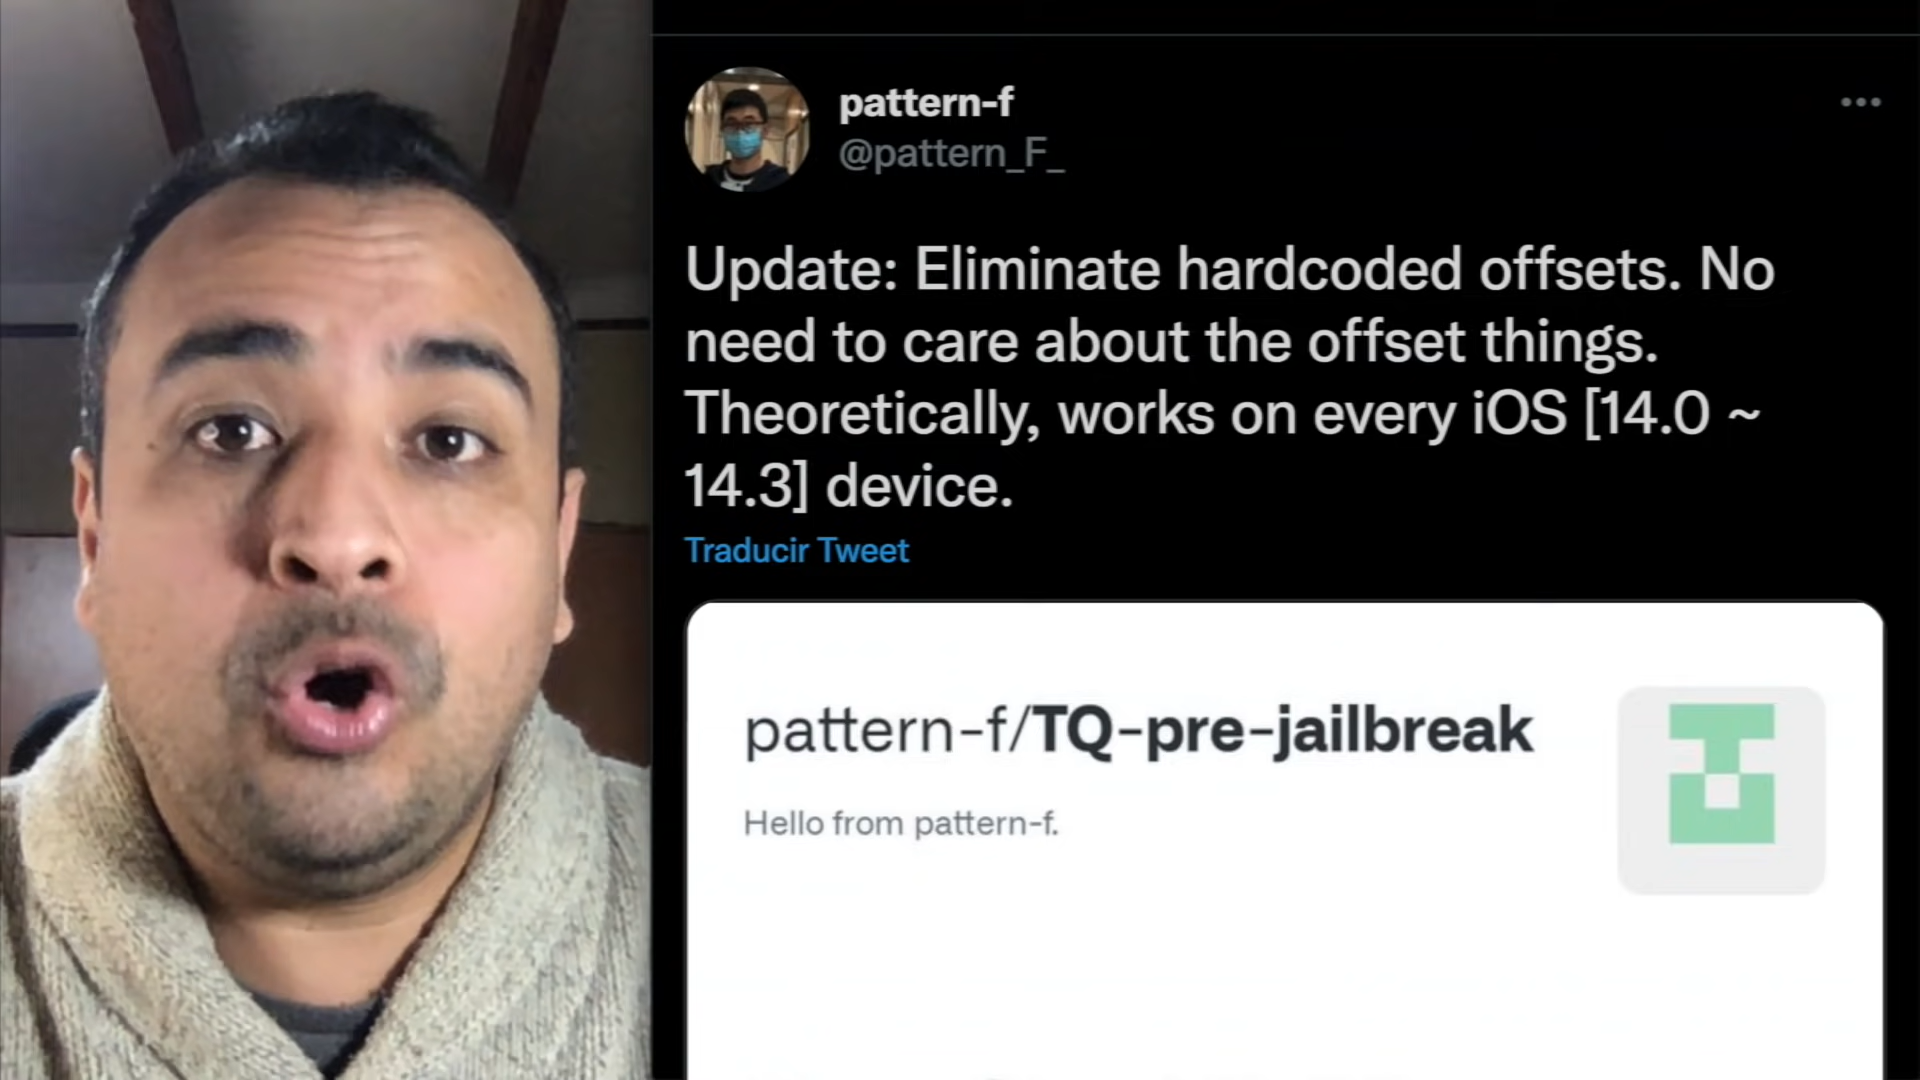 pattern-f
@pattern_F_
Update: Eliminate hardcoded offsets. No
need to care about the offset things.
Theoretically, works on every iOS [14.0 ~
14.3] device.
Traducir Tweet
pattern-f/TQ-pre-jailbreak
Hello from pattern-f.